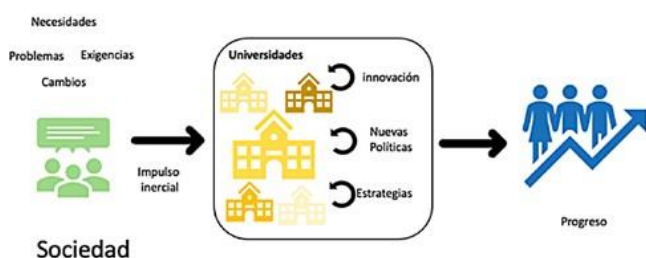 Necesidades
Problemas Exigencias
Cambios
Sociedad
Impulso
inercial
Universidades
innovación
Nuevas
Políticas
Estrategias
Progreso